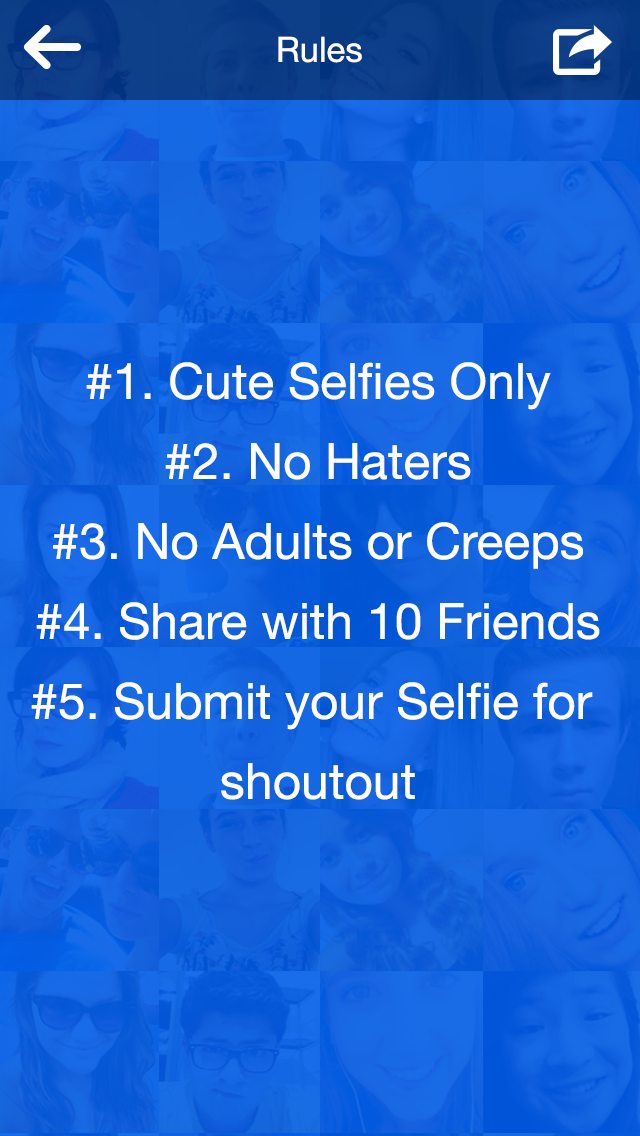 Rules
#1. Cute Selfies Only
#2. No Haters
#3. No Adults or Creeps
#4. Share with 10 Friends
#5. Submit your Selfie for
shoutout